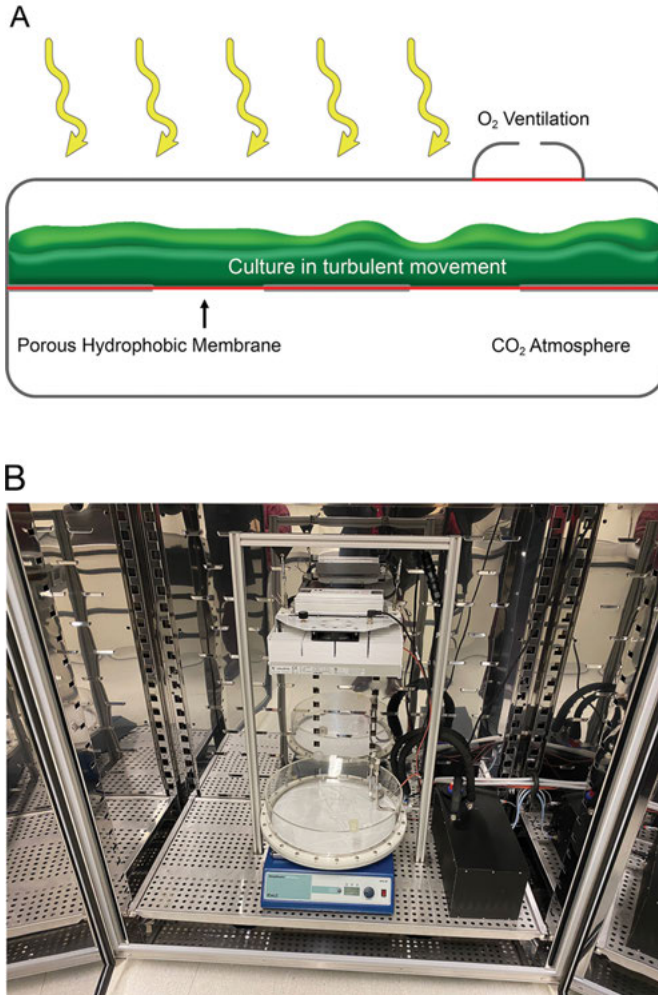 A
O₂ Ventilation
Culture in turbulent movement
Porous Hydrophobic Membrane
CO₂ Atmosphere
B